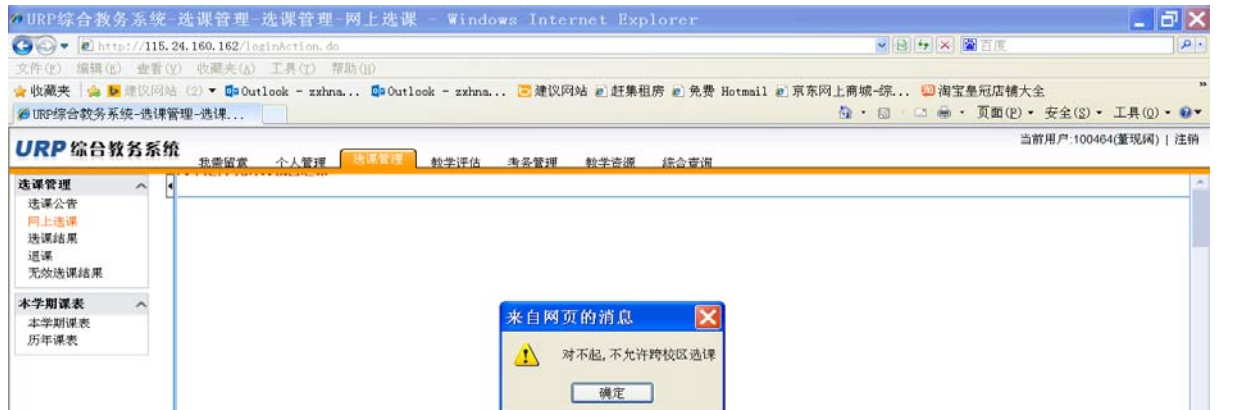 URP综合教务系统-选课管理-选课管理-网上选课 - Windows Internet Explorer
http://115.24.160.162/loginAction.do 百度
文件(F) 编辑(E) 查看(V) 收藏夹(A) 工具(T) 帮助(H)
收藏夹 建议网站 (2) Outlook - zxhna... Outlook - zxhna... 建议网站 赶集租房 免费 Hotmail 京东网上商城-综... 淘宝皇冠店铺大全 »
URP综合教务系统-选课管理-选课... 页面(P) 安全(S) 工具(O)
URP 综合教务系统 当前用户:100464(董现阔) | 注销
我需留意 个人管理 选课管理 教学评估 考务管理 教学资源 综合查询
选课管理
选课公告
网上选课
选课结果
退课
无效选课结果
本学期课表
本学期课表
历年课表
来自网页的消息
对不起,不允许跨校区选课
确定